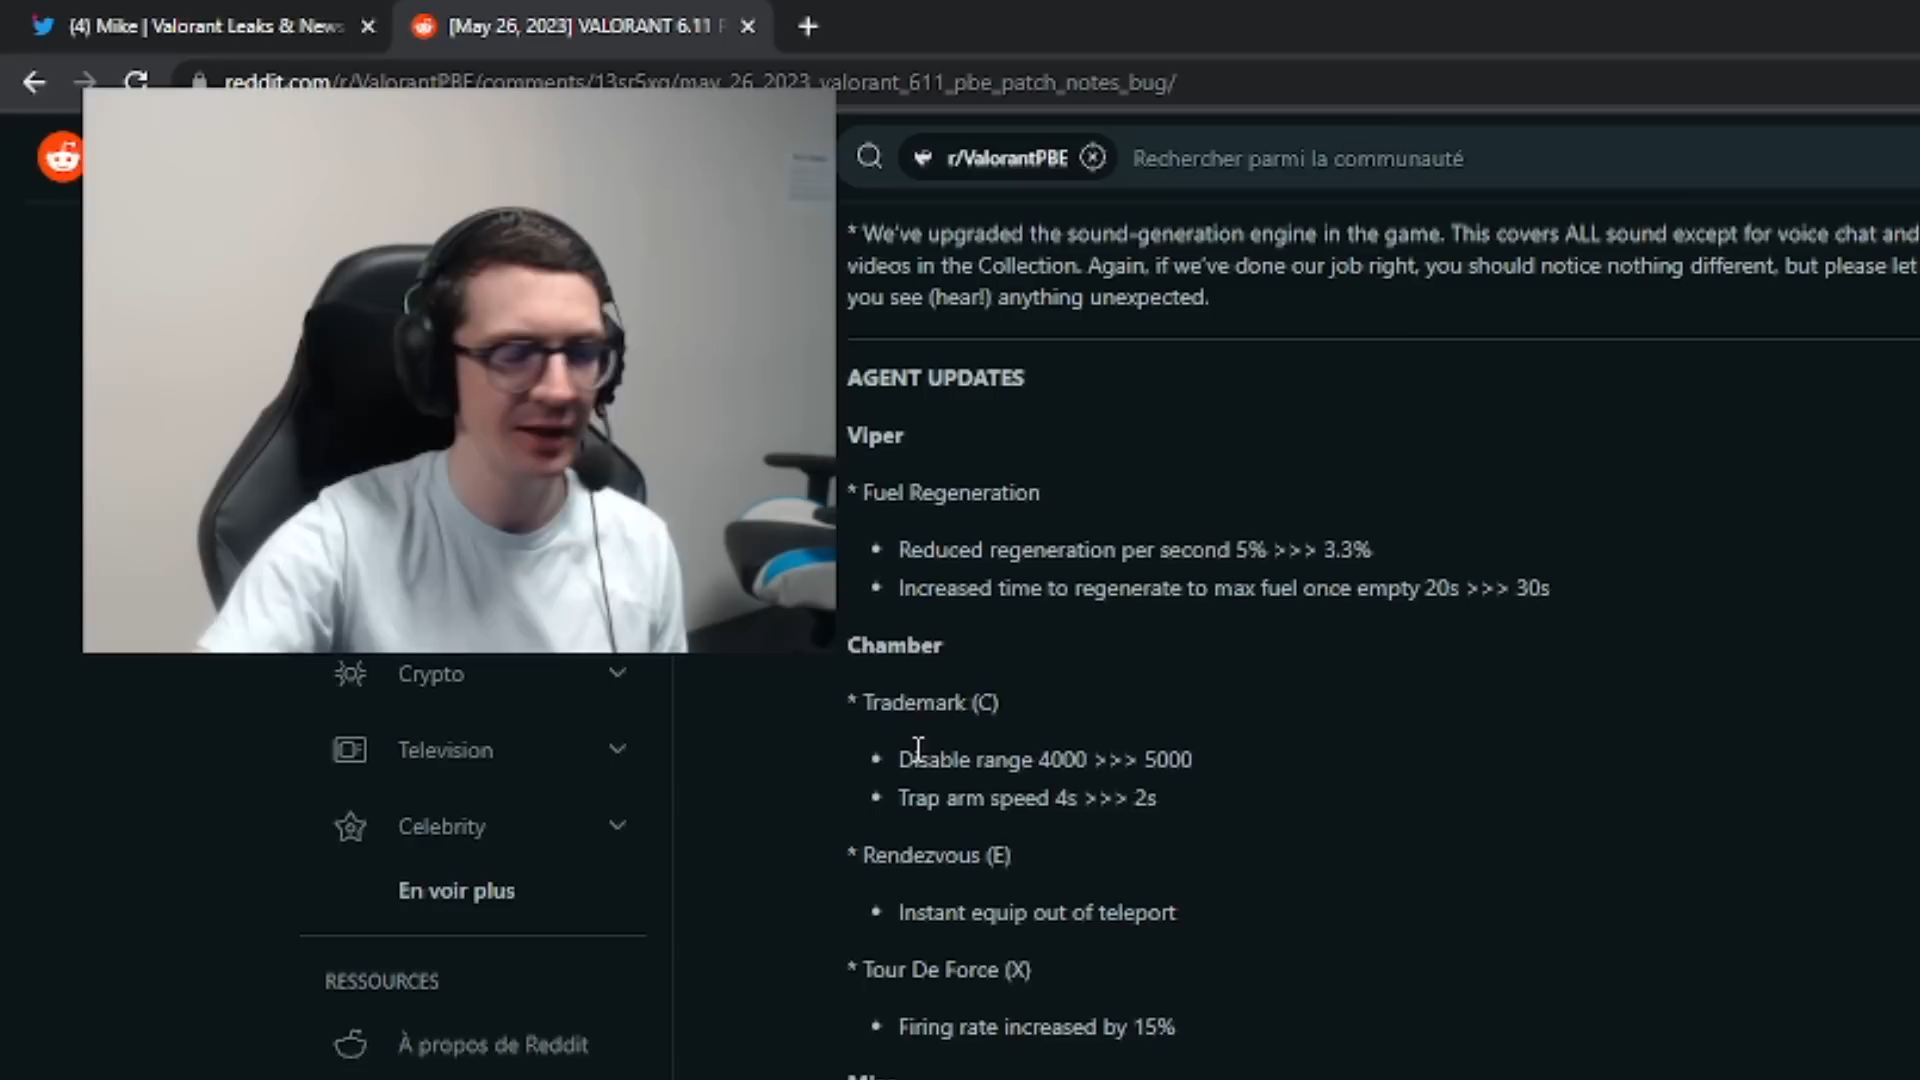 (4) Mike | Valorant Leaks & News
[May 26, 2023] VALORANT 6.11
reddit.com/r/ValorantPBE/comments/13sr5xg/may_26_2023_valorant_611_pbe_patch_notes_bug/
r/ValorantPBE
Rechercher parmi la communauté
* We've upgraded the sound-generation engine in the game. This covers ALL sound except for voice chat and
videos in the Collection. Again, if we've done our job right, you should notice nothing different, but please let
you see (hear!) anything unexpected.
AGENT UPDATES
Viper
* Fuel Regeneration
• Reduced regeneration per second 5% >>> 3.3%
• Increased time to regenerate to max fuel once empty 20s >>> 30s
Chamber
* Trademark (C)
• Disable range 4000 >>> 5000
• Trap arm speed 4s >>> 2s
* Rendezvous (E)
• Instant equip out of teleport
* Tour De Force (X)
• Firing rate increased by 15%
Crypto
Television
Celebrity
En voir plus
RESSOURCES
À propos de Reddit